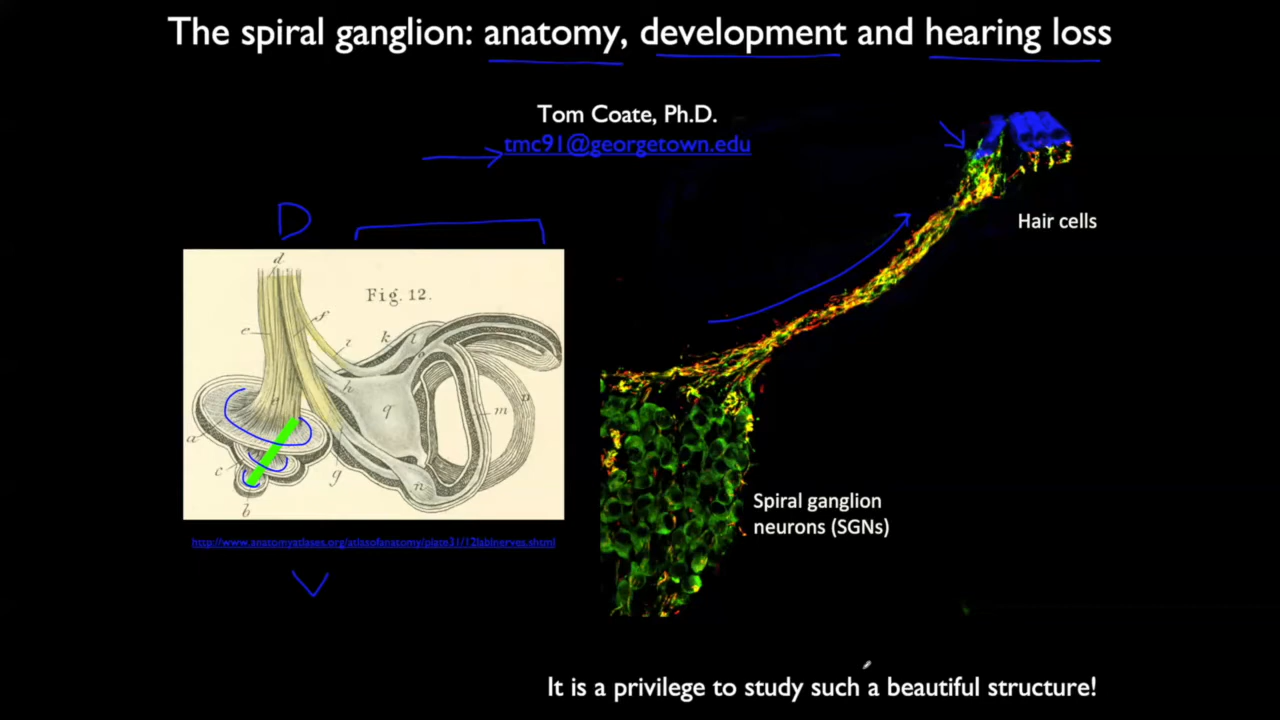 The spiral ganglion: anatomy, development and hearing loss
Tom Coate, Ph.D.
tmc91@georgetown.edu
D
Hair cells
d
Fig. 12.
f
e
i
k
l
o
h
e
q
m
n
a
c
g
n
b
Spiral ganglion
neurons (SGNs)
http://www.anatomyatlases.org/atlasofanatomy/plate31/12lablnerves.shtml
V
It is a privilege to study such a beautiful structure!